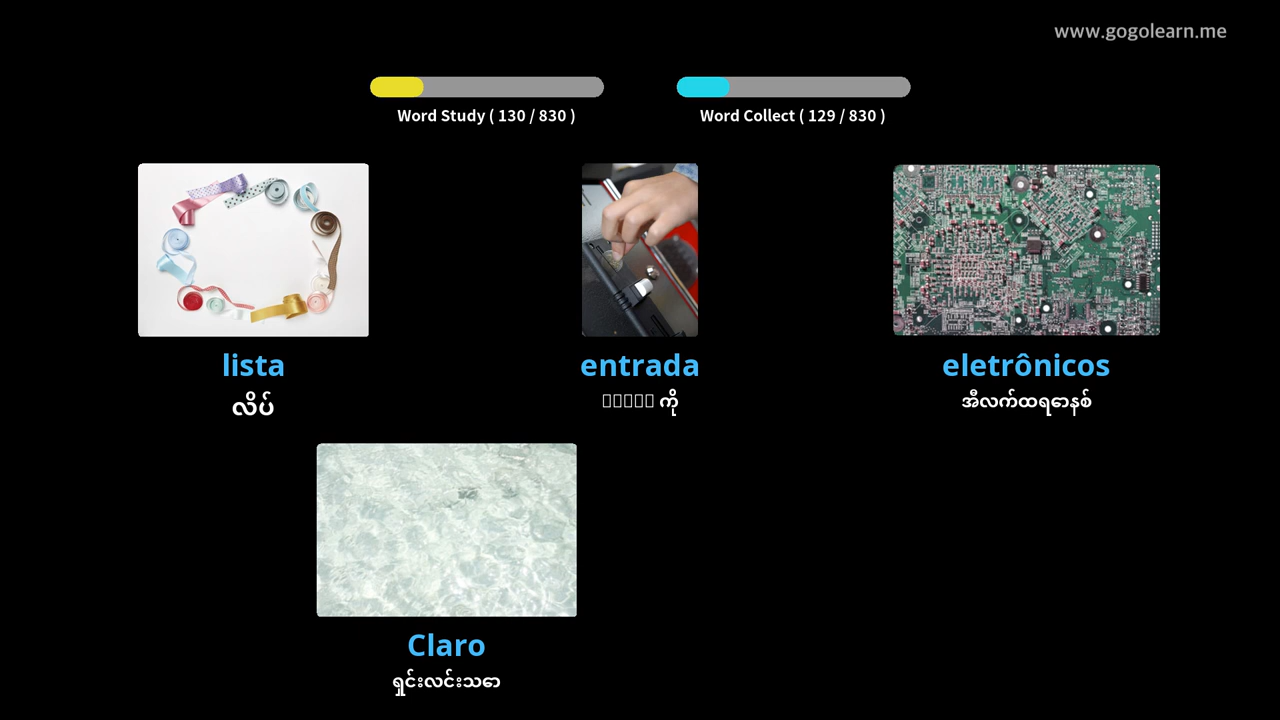 www.gogolearn.me
Word Study ( 130 / 830 )
Word Collect ( 129 / 830 )
lista
လိပ်
entrada
ကို
eletrônicos
အီလက်ထရောနစ်
Claro
ရှင်းလင်းသော